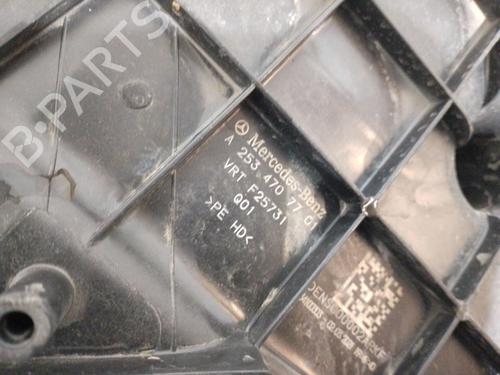 B-PARTS
Mercedes-Benz
A 253 470 77 01
VRT F25731
Q01
>PE HD<